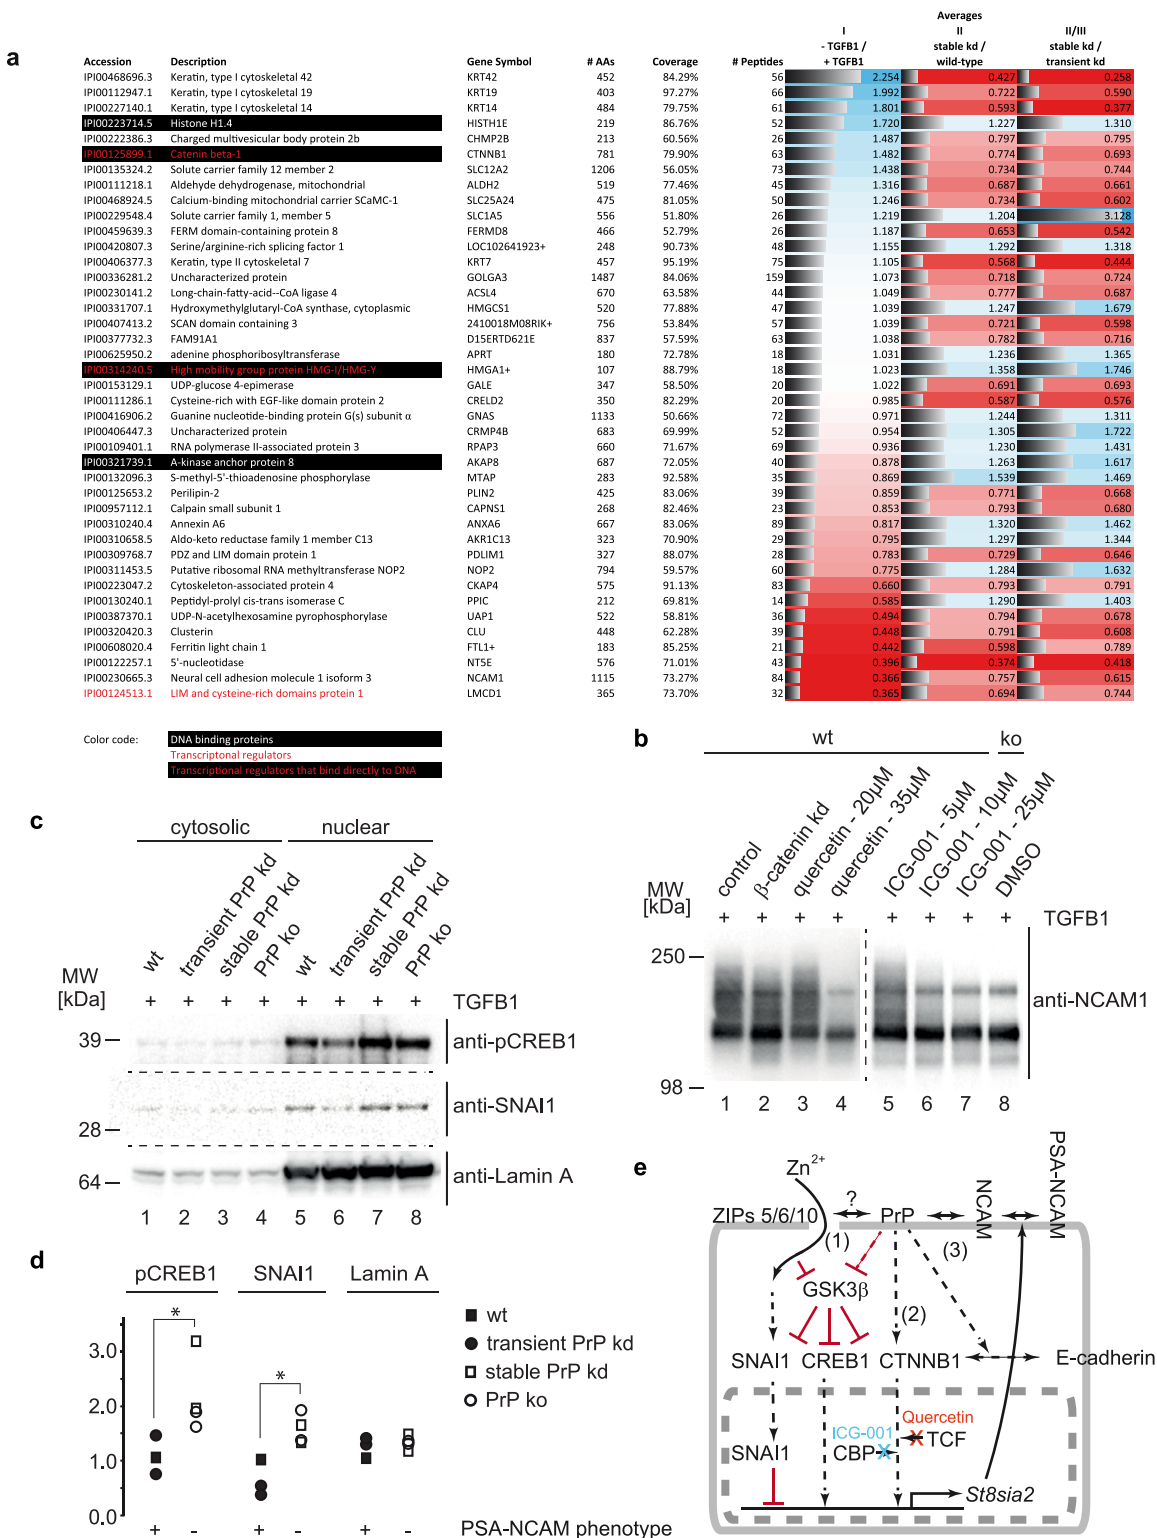 a
Averages
I II II/III
- TGFB1 / stable kd / stable kd /
Accession Description Gene Symbol # AAs Coverage # Peptides + TGFB1 wild-type transient kd
IPI00468696.3 Keratin, type I cytoskeletal 42 KRT42 452 84.29% 56 2.254 0.427 0.258
IPI00112947.1 Keratin, type I cytoskeletal 19 KRT19 403 97.27% 66 1.992 0.722 0.590
IPI00227140.1 Keratin, type I cytoskeletal 14 KRT14 484 79.75% 61 1.801 0.593 0.377
IPI00223714.5 Histone H1.4 HISTH1E 219 86.76% 52 1.720 1.227 1.310
IPI00222386.3 Charged multivesicular body protein 2b CHMP2B 213 60.56% 26 1.487 0.797 0.795
IPI00125899.1 Catenin beta-1 CTNNB1 781 79.90% 63 1.482 0.774 0.693
IPI00135324.2 Solute carrier family 12 member 2 SLC12A2 1206 56.05% 73 1.438 0.734 0.744
IPI00111218.1 Aldehyde dehydrogenase, mitochondrial ALDH2 519 77.46% 45 1.316 0.687 0.661
IPI00468924.5 Calcium-binding mitochondrial carrier SCaMC-1 SLC25A24 475 81.05% 50 1.246 0.734 0.602
IPI00229548.4 Solute carrier family 1, member 5 SLC1A5 556 51.80% 26 1.219 1.204 3.128
IPI00459639.3 FERM domain-containing protein 8 FERMD8 466 52.79% 26 1.187 0.653 0.542
IPI00420807.3 Serine/arginine-rich splicing factor 1 LOC102641923+ 248 90.73% 48 1.155 1.292 1.318
IPI00406377.3 Keratin, type II cytoskeletal 7 KRT7 457 95.19% 75 1.105 0.568 0.444
IPI00336281.2 Uncharacterized protein GOLGA3 1487 84.06% 159 1.073 0.718 0.724
IPI00230141.2 Long-chain-fatty-acid--CoA ligase 4 ACSL4 670 63.58% 44 1.049 0.777 0.687
IPI00331707.1 Hydroxymethylglutaryl-CoA synthase, cytoplasmic HMGCS1 520 77.88% 47 1.039 1.247 1.679
IPI00407413.2 SCAN domain containing 3 2410018M08RIK+ 756 53.84% 57 1.039 0.721 0.598
IPI00377732.3 FAM91A1 D15ERTD621E 837 57.59% 63 1.038 0.782 0.716
IPI00625950.2 adenine phosphoribosyltransferase APRT 180 72.78% 18 1.031 1.236 1.365
IPI00314240.5 High mobility group protein HMG-I/HMG-Y HMGA1+ 107 88.79% 18 1.023 1.358 1.746
IPI00153129.1 UDP-glucose 4-epimerase GALE 347 58.50% 20 1.022 0.691 0.693
IPI00111286.1 Cysteine-rich with EGF-like domain protein 2 CRELD2 350 82.29% 20 0.985 0.587 0.576
IPI00416906.2 Guanine nucleotide-binding protein G(s) subunit α GNAS 1133 50.66% 72 0.971 1.244 1.311
IPI00406447.3 Uncharacterized protein CRMP4B 683 69.99% 52 0.954 1.305 1.722
IPI00109401.1 RNA polymerase II-associated protein 3 RPAP3 660 71.67% 69 0.936 1.230 1.431
IPI00321739.1 A-kinase anchor protein 8 AKAP8 687 72.05% 40 0.878 1.263 1.617
IPI00132096.3 S-methyl-5'-thioadenosine phosphorylase MTAP 283 92.58% 35 0.869 1.539 1.469
IPI00125653.2 Perilipin-2 PLIN2 425 83.06% 39 0.859 0.771 0.668
IPI00957112.1 Calpain small subunit 1 CAPNS1 268 82.46% 23 0.853 0.793 0.680
IPI00310240.4 Annexin A6 ANXA6 667 83.06% 89 0.817 1.320 1.462
IPI00310658.5 Aldo-keto reductase family 1 member C13 AKR1C13 323 70.90% 29 0.795 1.297 1.344
IPI00309768.7 PDZ and LIM domain protein 1 PDLIM1 327 88.07% 28 0.783 0.729 0.646
IPI00311453.5 Putative ribosomal RNA methyltransferase NOP2 NOP2 794 59.57% 60 0.775 1.284 1.632
IPI00223047.2 Cytoskeleton-associated protein 4 CKAP4 575 91.13% 83 0.660 0.793 0.791
IPI00130240.1 Peptidyl-prolyl cis-trans isomerase C PPIC 212 69.81% 14 0.585 1.290 1.403
IPI00387370.1 UDP-N-acetylhexosamine pyrophosphorylase UAP1 522 58.81% 36 0.494 0.794 0.678
IPI00320420.3 Clusterin CLU 448 62.28% 39 0.448 0.791 0.608
IPI00608020.4 Ferritin light chain 1 FTL1+ 183 85.25% 21 0.442 0.598 0.789
IPI00122257.1 5'-nucleotidase NT5E 576 71.01% 43 0.396 0.374 0.418
IPI00230665.3 Neural cell adhesion molecule 1 isoform 3 NCAM1 1115 73.27% 84 0.366 0.757 0.615
IPI00124513.1 LIM and cysteine-rich domains protein 1 LMCD1 365 73.70% 32 0.365 0.694 0.744
Color code: DNA binding proteins
Transcriptonal regulators
Transcriptional regulators that bind directly to DNA
b
wt ko
control
β-catenin kd
quercetin - 20µM
quercetin - 35µM
ICG-001 - 5µM
ICG-001 - 10µM
ICG-001 - 25µM
DMSO
MW
[kDa]
+ + + + + + + + TGFB1
250
anti-NCAM1
98
1 2 3 4 5 6 7 8
c
cytosolic nuclear
wt
transient PrP kd
stable PrP kd
PrP ko
wt
transient PrP kd
stable PrP kd
PrP ko
MW
[kDa]
+ + + + + + + + TGFB1
39 anti-pCREB1
anti-SNAI1
28
64 anti-Lamin A
1 2 3 4 5 6 7 8
d
pCREB1 SNAI1 Lamin A
* *
3.0
2.0
1.0
0.0
wt
transient PrP kd
stable PrP kd
PrP ko
+ - + - + - PSA-NCAM phenotype
e
Zn2+
ZIPs 5/6/10 ? PrP NCAM PSA-NCAM
(1) (3)
GSK3β
(2)
SNAI1 CREB1 CTNNB1 E-cadherin
Quercetin
ICG-001
SNAI1 CBP X X TCF
St8sia2